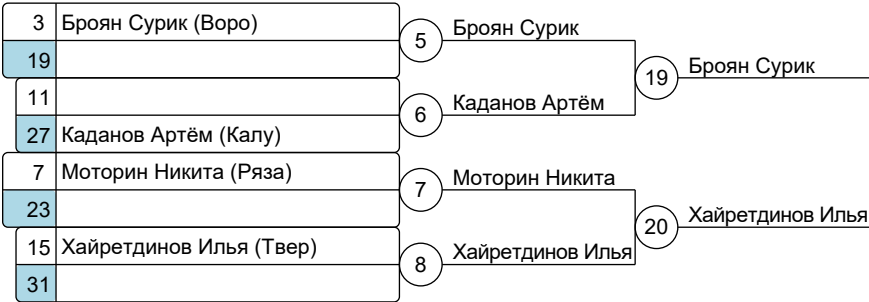 3 Броян Сурик (Воро)
19
11
27 Каданов Артём (Калу)
7 Моторин Никита (Ряза)
23
15 Хайретдинов Илья (Твер)
31
5 Броян Сурик
6 Каданов Артём
7 Моторин Никита
8 Хайретдинов Илья
19 Броян Сурик
20 Хайретдинов Илья